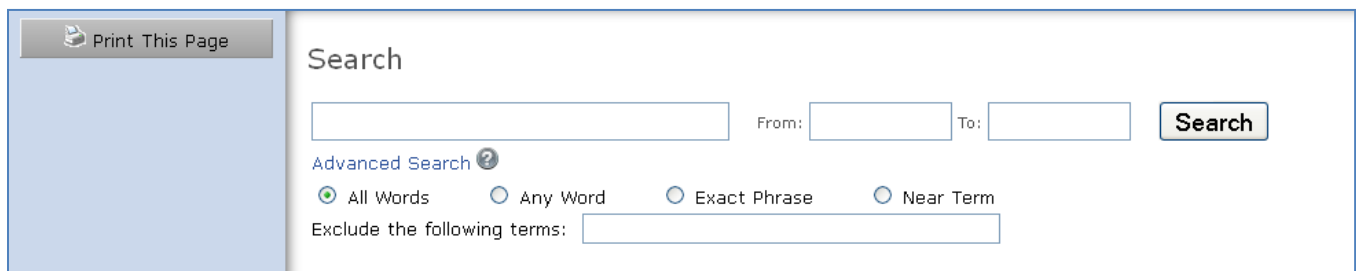 Print This Page
Search
From: To: Search
Advanced Search ?
All Words Any Word Exact Phrase Near Term
Exclude the following terms: